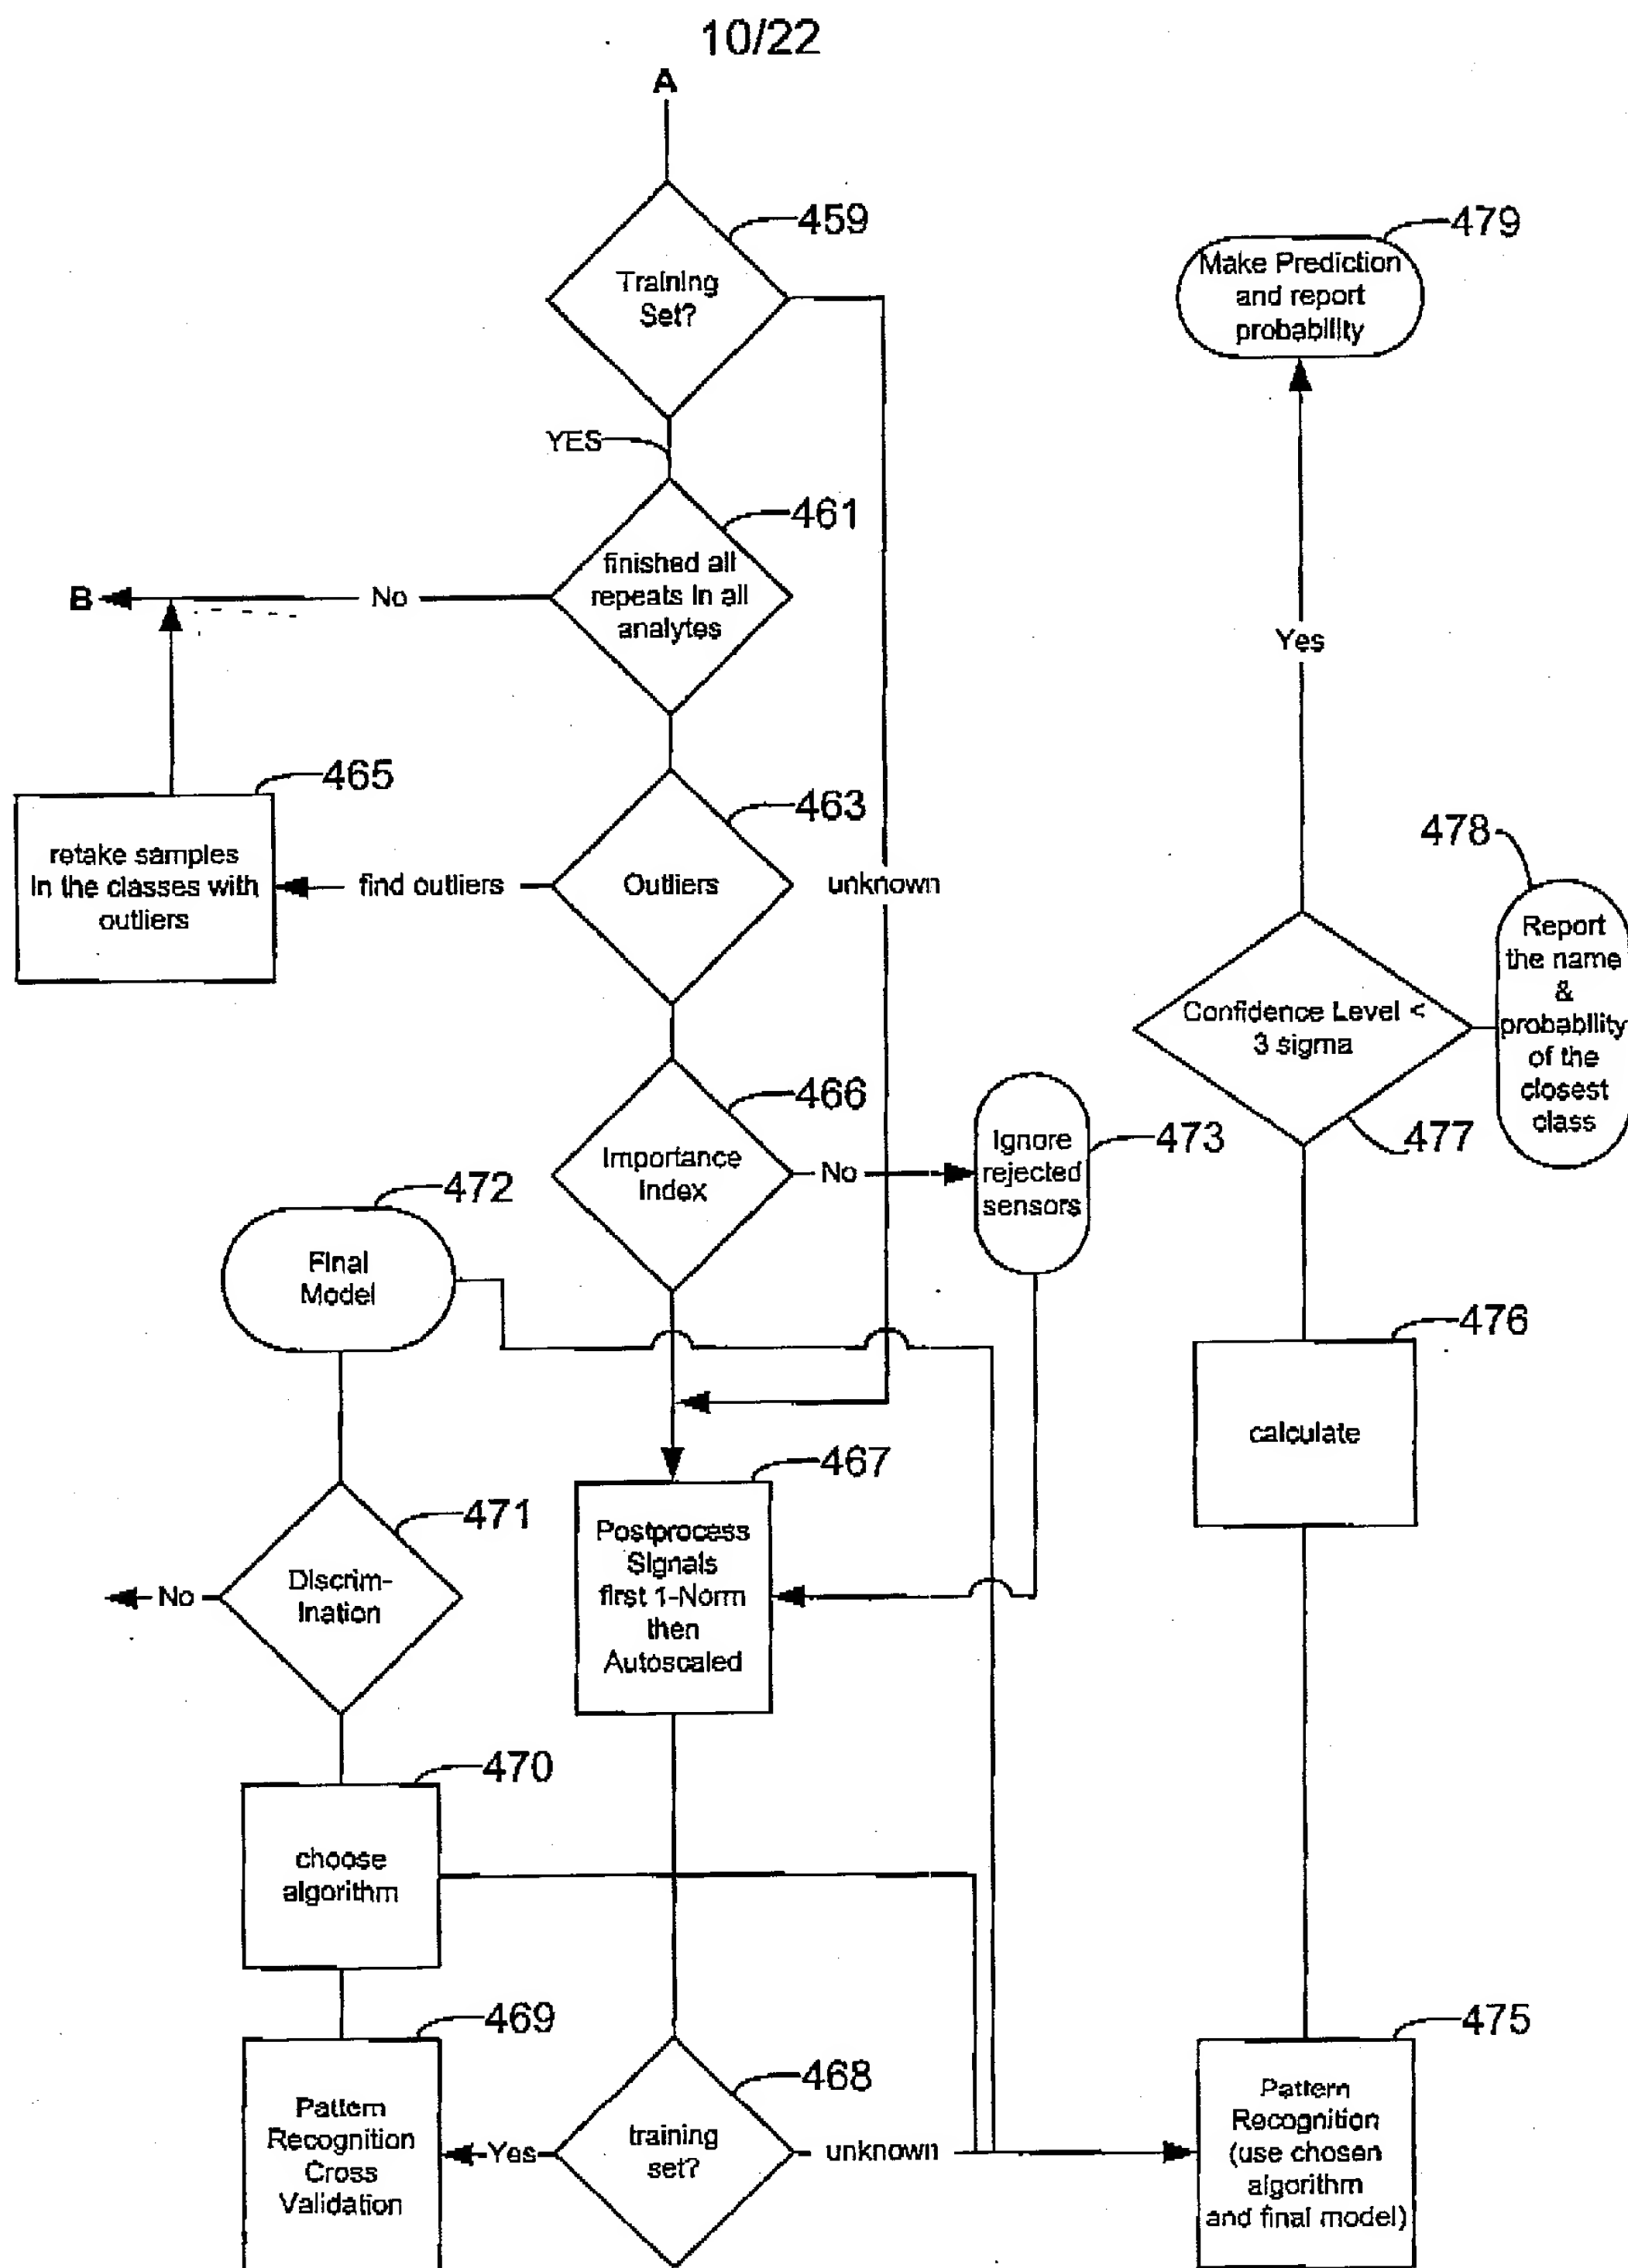 10/22
A
459
Training
Set?
YES
461
finished all
repeats in all
analytes
B
No
465
retake samples
in the classes with
outliers
find outliers
463
Outliers
unknown
466
Importance
Index
No
473
Ignore
rejected
sensors
472
Final
Model
467
Postprocess
Signals
first 1-Norm
then
Autoscaled
471
Discrim-
ination
No
470
choose
algorithm
469
Pattern
Recognition
Cross
Validation
Yes
468
training
set?
unknown
479
Make Prediction
and report
probability
Yes
478
Report
the name
&
probability
of the
closest
class
Confidence Level <
3 sigma
477
476
calculate
475
Pattern
Recognition
(use chosen
algorithm
and final model)